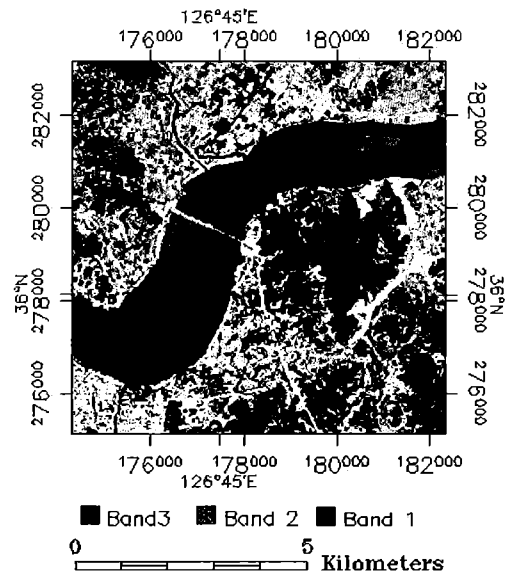 126°45'E
176000 178000 180000 182000
282000 282000
280000 280000
36°N 36°N
278000 278000
276000 276000
176000 178000 180000 182000
126°45'E
Band3 Band 2 Band 1
0 5
Kilometers